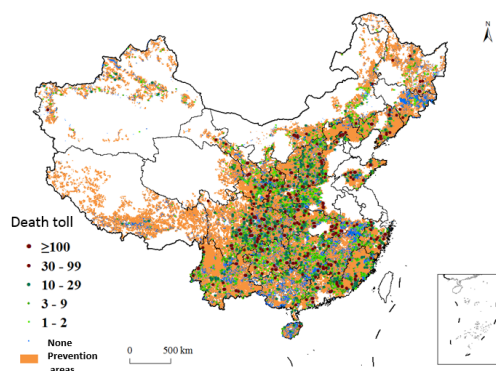 N
Death toll
≥100
30 - 99
10 - 29
3 - 9
1 - 2
None
Prevention
areas
0 500 km